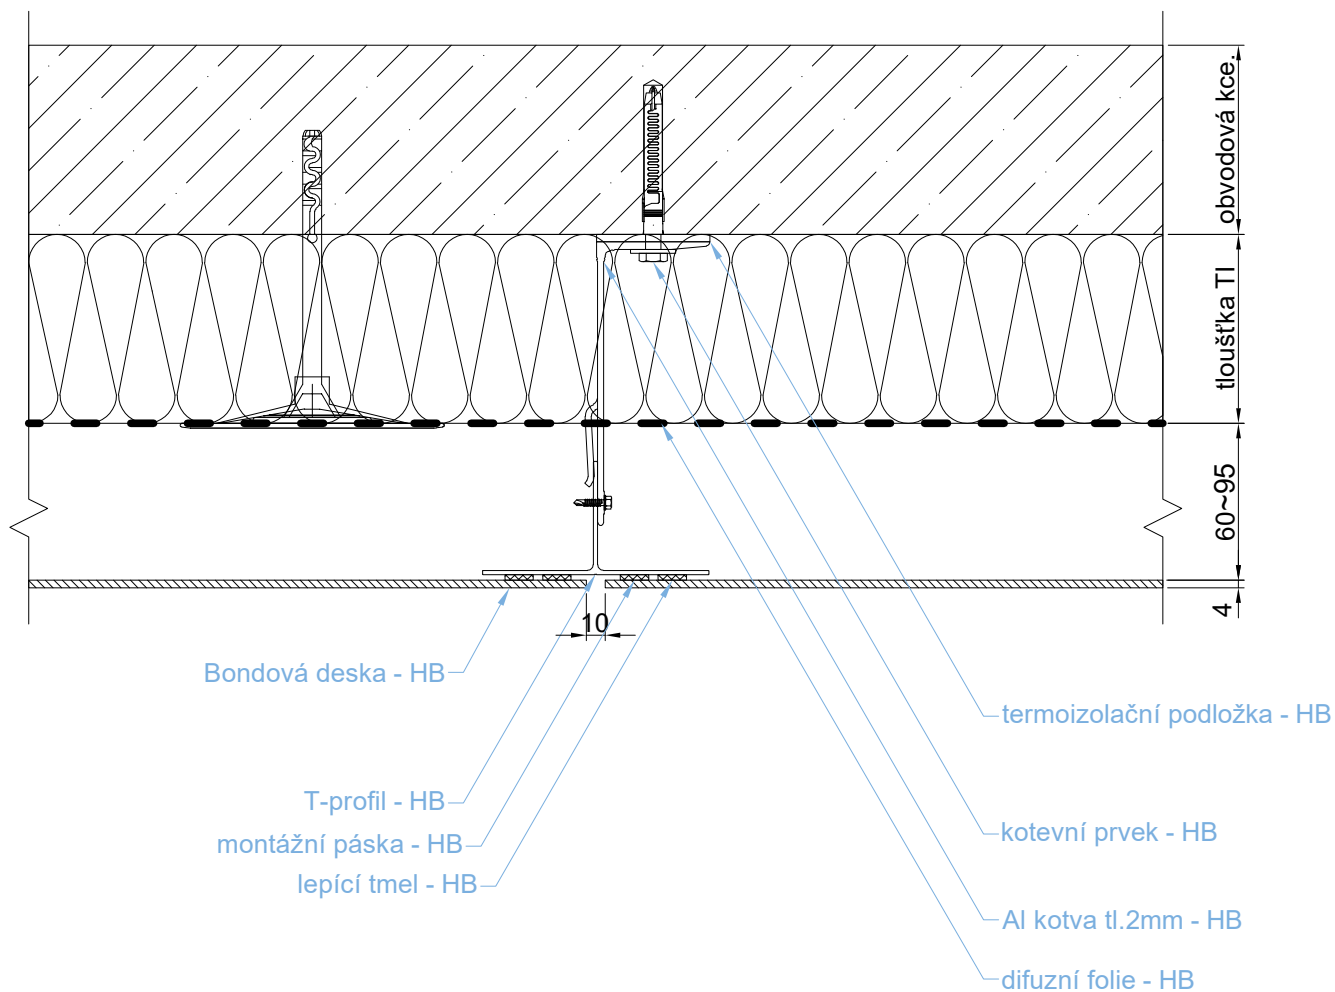 obvodová kce.
tloušťka TI
60~95
4
10
Bondová deska - HB
termoizolační podložka - HB
T-profil - HB
kotevní prvek - HB
montážní páska - HB
lepící tmel - HB
Al kotva tl.2mm - HB
difuzní folie - HB